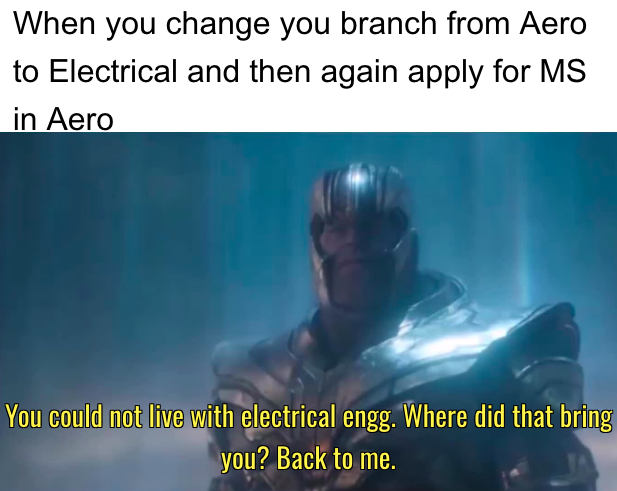 When you change you branch from Aero
to Electrical and then again apply for MS
in Aero
You could not live with electrical engg. Where did that bring
you? Back to me.